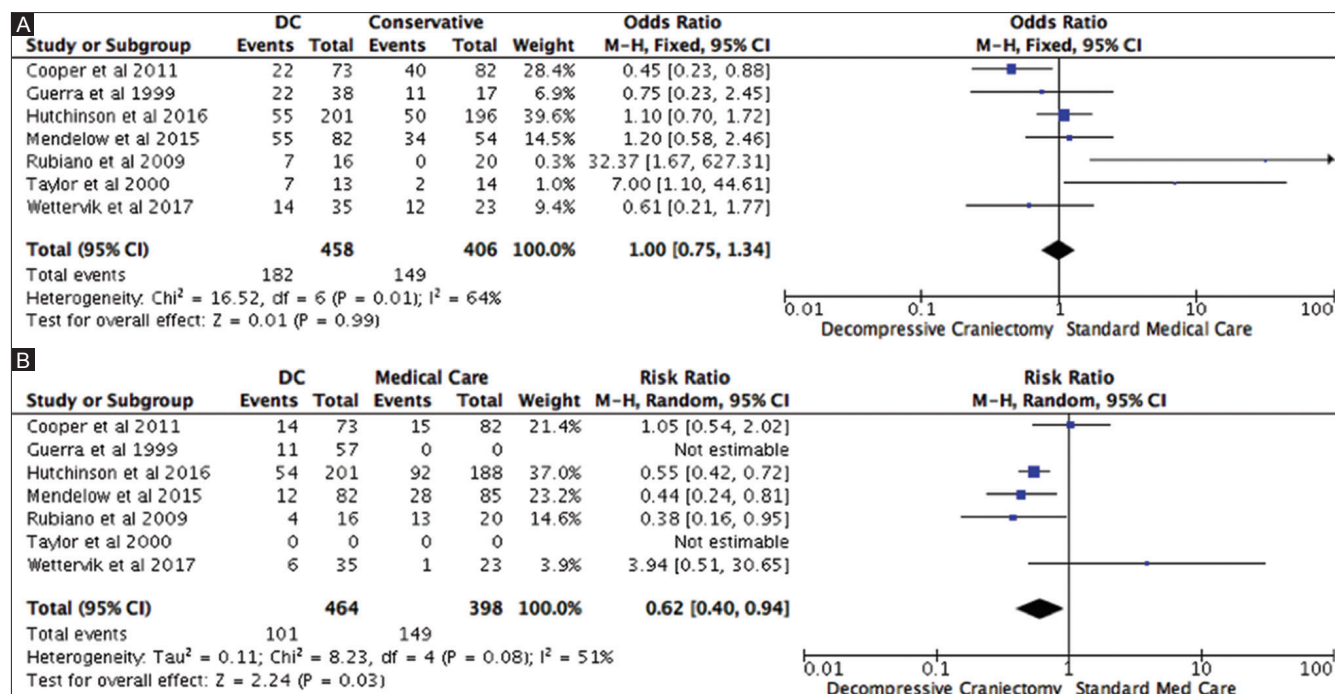 A
DC Conservative Odds Ratio Odds Ratio
Study or Subgroup Events Total Events Total Weight M-H, Fixed, 95% CI M-H, Fixed, 95% CI
Cooper et al 2011 22 73 40 82 28.4% 0.45 [0.23, 0.88]
Guerra et al 1999 22 38 11 17 6.9% 0.75 [0.23, 2.45]
Hutchinson et al 2016 55 201 50 196 39.6% 1.10 [0.70, 1.72]
Mendelow et al 2015 55 82 34 54 14.5% 1.20 [0.58, 2.46]
Rubiano et al 2009 7 16 0 20 0.3% 32.37 [1.67, 627.31]
Taylor et al 2000 7 13 2 14 1.0% 7.00 [1.10, 44.61]
Wettervik et al 2017 14 35 12 23 9.4% 0.61 [0.21, 1.77]
Total (95% CI) 458 406 100.0% 1.00 [0.75, 1.34]
Total events 182 149
Heterogeneity: Chi² = 16.52, df = 6 (P = 0.01); I² = 64%
Test for overall effect: Z = 0.01 (P = 0.99)
0.01 0.1 1 10 100
Decompressive Craniectomy Standard Medical Care
B
DC Medical Care Risk Ratio Risk Ratio
Study or Subgroup Events Total Events Total Weight M-H, Random, 95% CI M-H, Random, 95% CI
Cooper et al 2011 14 73 15 82 21.4% 1.05 [0.54, 2.02]
Guerra et al 1999 11 57 0 0 Not estimable
Hutchinson et al 2016 54 201 92 188 37.0% 0.55 [0.42, 0.72]
Mendelow et al 2015 12 82 28 85 23.2% 0.44 [0.24, 0.81]
Rubiano et al 2009 4 16 13 20 14.6% 0.38 [0.16, 0.95]
Taylor et al 2000 0 0 0 0 Not estimable
Wettervik et al 2017 6 35 1 23 3.9% 3.94 [0.51, 30.65]
Total (95% CI) 464 398 100.0% 0.62 [0.40, 0.94]
Total events 101 149
Heterogeneity: Tau² = 0.11; Chi² = 8.23, df = 4 (P = 0.08); I² = 51%
Test for overall effect: Z = 2.24 (P = 0.03)
0.01 0.1 1 10 100
Decompressive Craniectomy Standard Med Care